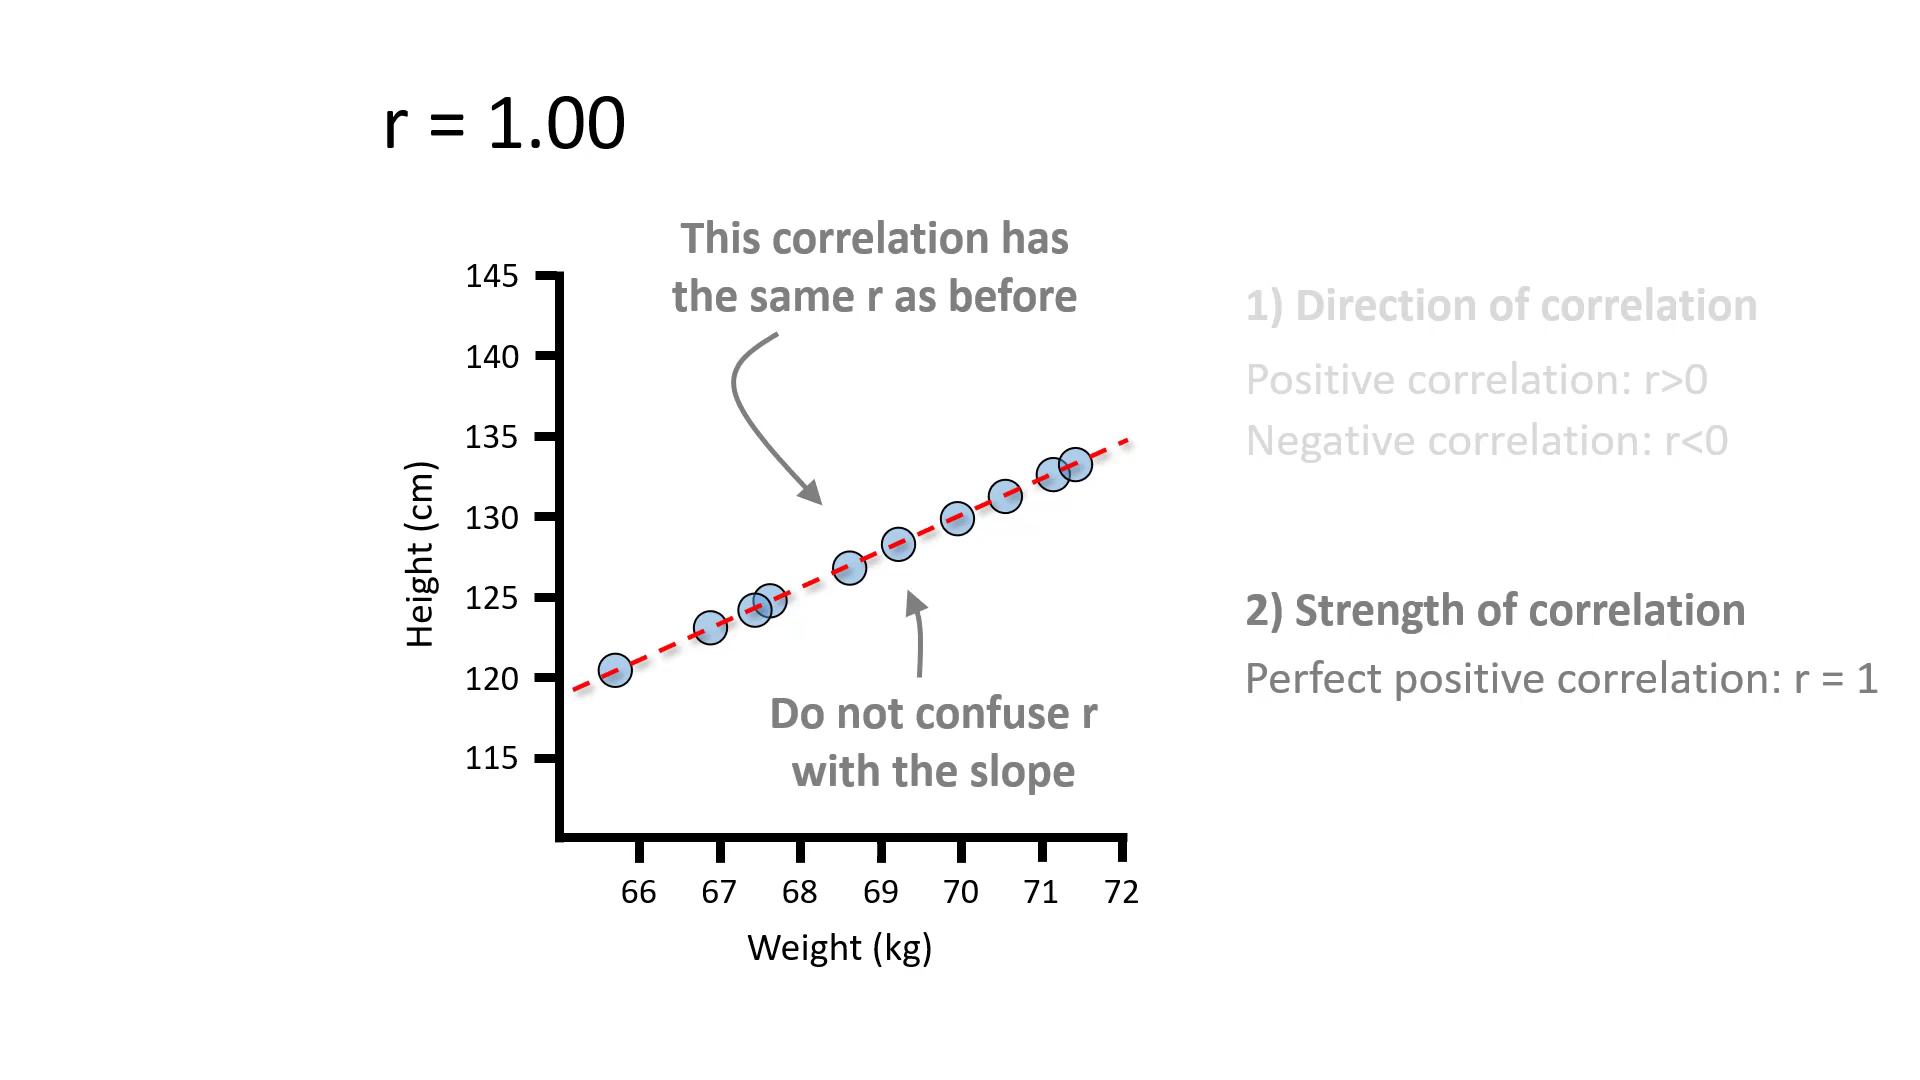 r = 1.00
This correlation has
the same r as before
145
140
135
130
125
120
115
Height (cm)
Do not confuse r
with the slope
66 67 68 69 70 71 72
Weight (kg)
1) Direction of correlation
Positive correlation: r>0
Negative correlation: r<0
2) Strength of correlation
Perfect positive correlation: r = 1